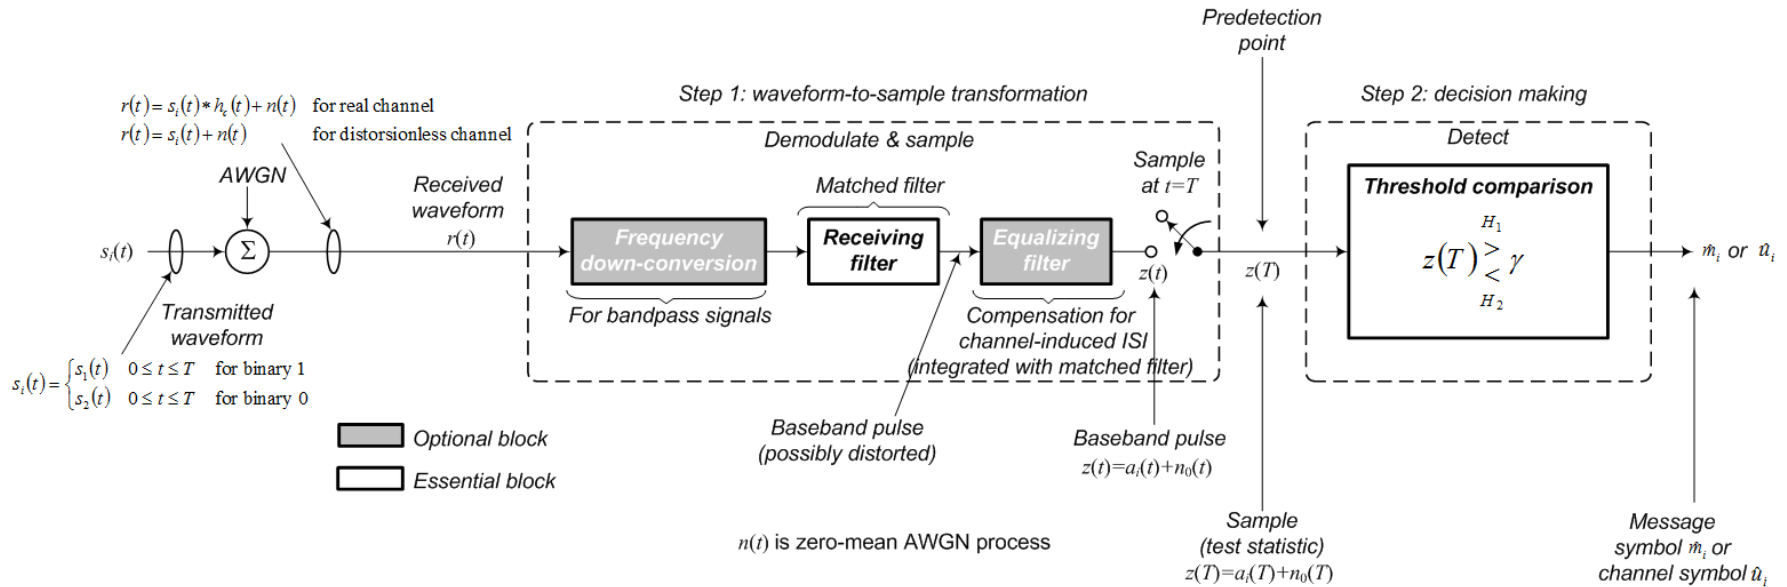 Predetection
point
Step 1: waveform-to-sample transformation
Step 2: decision making
r(t) = s_i(t) * h_c(t) + n(t) for real channel
r(t) = s_i(t) + n(t) for distorsionless channel
Demodulate & sample
Detect
AWGN
Received
waveform
r(t)
Matched filter
Sample
at t=T
Threshold comparison
H_1
z(T) > < γ
H_2
s_i(t)
Σ
Frequency
down-conversion
Receiving
filter
Equalizing
filter
z(t)
z(T)
m̂_i or û_i
Transmitted
waveform
For bandpass signals
Compensation for
channel-induced ISI
(integrated with matched filter)
s_i(t) = { s_1(t) 0 ≤ t ≤ T for binary 1
s_2(t) 0 ≤ t ≤ T for binary 0
Optional block
Essential block
Baseband pulse
(possibly distorted)
Baseband pulse
z(t)=a_i(t)+n_0(t)
n(t) is zero-mean AWGN process
Sample
(test statistic)
z(T)=a_i(T)+n_0(T)
Message
symbol m̂_i or
channel symbol û_i